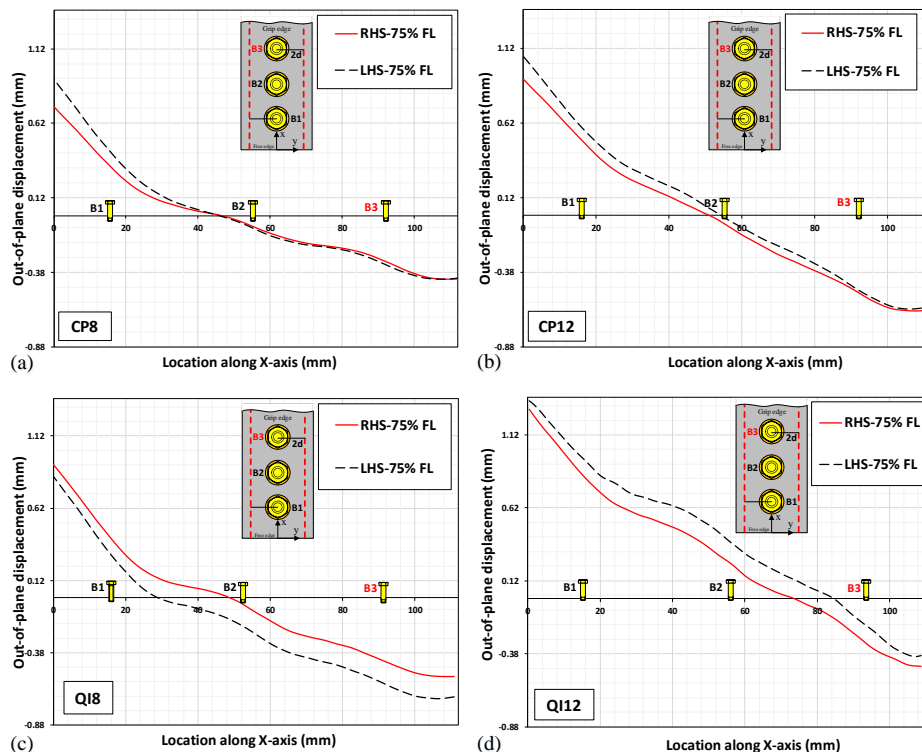 Out-of-plane displacement (mm)
1.12
0.62
0.12
-0.38
-0.88
Grip edge
B3
2d
B2
B1
x
y
Free edge
RHS-75% FL
LHS-75% FL
B1
B2
B3
0 20 40 60 80 100
CP8
Location along X-axis (mm)
(a)
Out-of-plane displacement (mm)
1.12
0.62
0.12
-0.38
-0.88
Grip edge
B3
2d
B2
B1
x
y
Free edge
RHS-75% FL
LHS-75% FL
B1
B2
B3
0 20 40 60 80 100
CP12
Location along X-axis (mm)
(b)
Out-of-plane displacement (mm)
1.12
0.62
0.12
-0.38
-0.88
Grip edge
B3
2d
B2
B1
x
y
Free edge
RHS-75% FL
LHS-75% FL
B1
B2
B3
0 20 40 60 80 100
QI8
Location along X-axis (mm)
(c)
Out-of-plane displacement (mm)
1.12
0.62
0.12
-0.38
-0.88
Grip edge
B3
2d
B2
B1
x
y
Free edge
RHS-75% FL
LHS-75% FL
B1
B2
B3
0 20 40 60 80 100
QI12
Location along X-axis (mm)
(d)